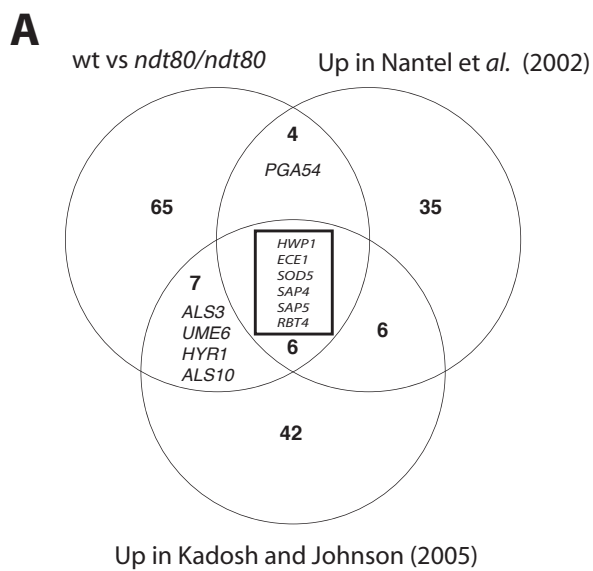 A
wt vs ndt80/ndt80
Up in Nantel et al. (2002)
4
PGA54
65
35
HWP1
ECE1
SOD5
SAP4
SAP5
RBT4
6
7
ALS3
UME6
HYR1
ALS10
6
42
Up in Kadosh and Johnson (2005)